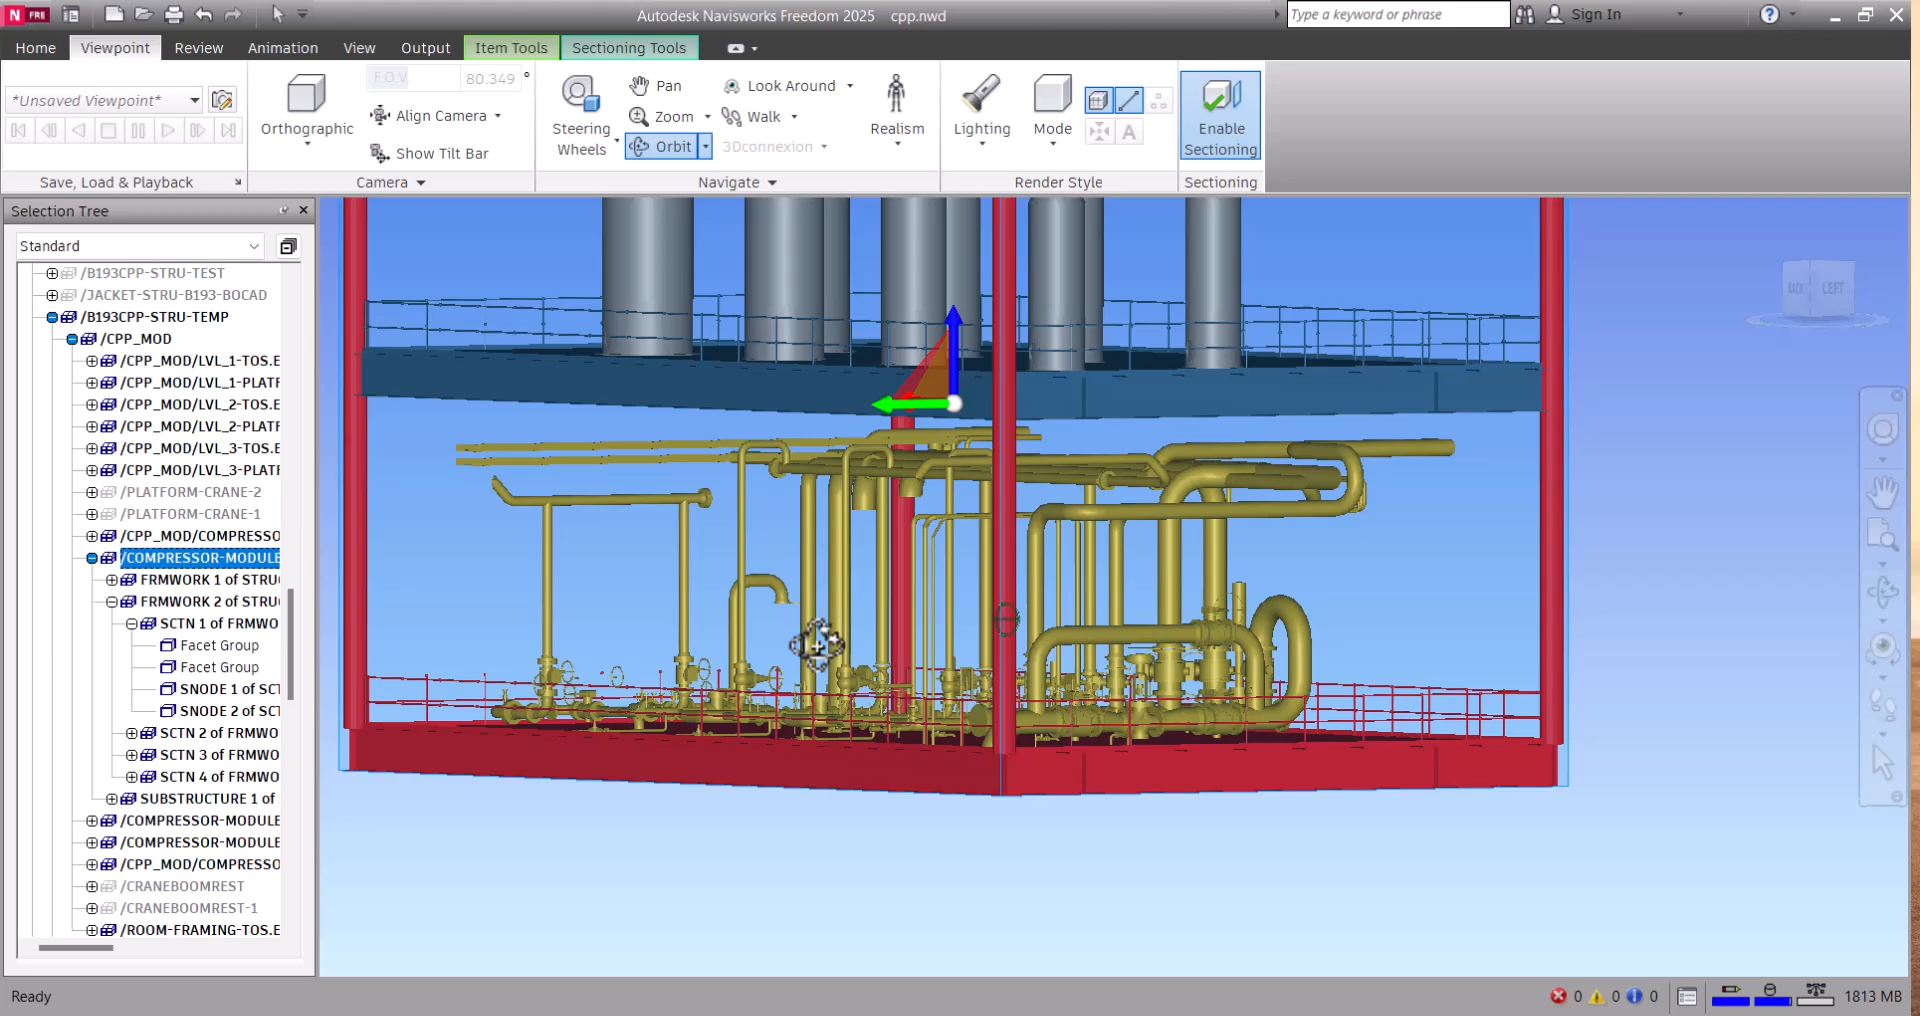 N FRE
Autodesk Navisworks Freedom 2025 cpp.nwd
Type a keyword or phrase
Sign In
?
Home Viewpoint Review Animation View Output Item Tools Sectioning Tools
*Unsaved Viewpoint*
Orthographic
F.O.V. 80.349 °
Align Camera
Show Tilt Bar
Steering Wheels
Pan
Zoom
Orbit
Look Around
Walk
3Dconnexion
Realism
Lighting
Mode
A
Enable Sectioning
Save, Load & Playback
Camera
Navigate
Render Style
Sectioning
Selection Tree
Standard
/B193CPP-STRU-TEST
/JACKET-STRU-B193-BOCAD
/B193CPP-STRU-TEMP
/CPP_MOD
/CPP_MOD/LVL_1-TOS.E
/CPP_MOD/LVL_1-PLATF
/CPP_MOD/LVL_2-TOS.E
/CPP_MOD/LVL_2-PLATF
/CPP_MOD/LVL_3-TOS.E
/CPP_MOD/LVL_3-PLATF
/PLATFORM-CRANE-2
/PLATFORM-CRANE-1
/CPP_MOD/COMPRESSO
/COMPRESSOR-MODULE
FRMWORK 1 of STRU
FRMWORK 2 of STRU
SCTN 1 of FRMWO
Facet Group
Facet Group
SNODE 1 of SCT
SNODE 2 of SCT
SCTN 2 of FRMWO
SCTN 3 of FRMWO
SCTN 4 of FRMWO
SUBSTRUCTURE 1 of
/COMPRESSOR-MODULE
/COMPRESSOR-MODULE
/CPP_MOD/COMPRESSO
/CRANEBOOMREST
/CRANEBOOMREST-1
/ROOM-FRAMING-TOS.E
BACK LEFT
Ready
0 0 0
1813 MB